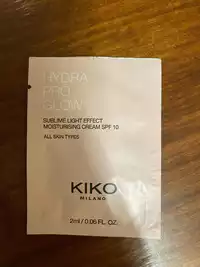 HYDRA
PRO
GLOW
SUBLIME LIGHT EFFECT
MOISTURISING CREAM SPF 10
ALL SKIN TYPES
KIKO
MILANO
2ml / 0.06 FL. OZ.